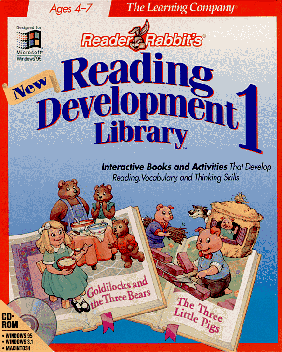 Ages 4-7
The Learning Company
Designed for
Microsoft
Windows 95
Reader Rabbit's
New
Reading
Development 1
Library
Interactive Books and Activities That Develop
Reading, Vocabulary and Thinking Skills
Goldilocks and
the Three Bears
The Three
Little Pigs
CD-
ROM
• WINDOWS 95
• WINDOWS 3.1
• MACINTOSH